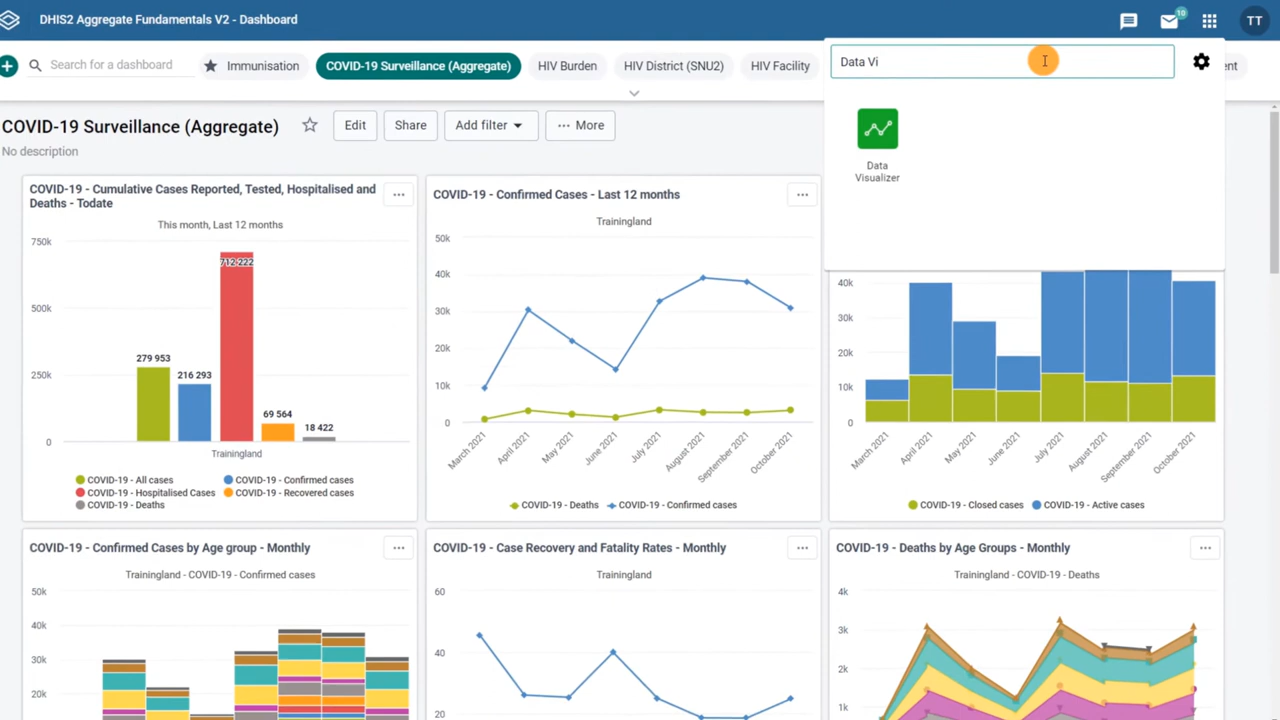 DHIS2 Aggregate Fundamentals V2 - Dashboard
10
TT
Search for a dashboard
Immunisation
COVID-19 Surveillance (Aggregate)
HIV Burden
HIV District (SNU2)
HIV Facility
Data Vi
ent
Data
Visualizer
COVID-19 Surveillance (Aggregate)
Edit
Share
Add filter
More
No description
COVID-19 - Cumulative Cases Reported, Tested, Hospitalised and
Deaths - Todate
This month, Last 12 months
750k
500k
250k
0
279 953
216 293
712 222
69 564
18 422
Trainingland
COVID-19 - All cases
COVID-19 - Confirmed cases
COVID-19 - Hospitalised Cases
COVID-19 - Recovered cases
COVID-19 - Deaths
COVID-19 - Confirmed Cases - Last 12 months
Trainingland
50k
40k
30k
20k
10k
0
March 2021
April 2021
May 2021
June 2021
July 2021
August 2021
September 2021
October 2021
COVID-19 - Deaths
COVID-19 - Confirmed cases
40k
30k
20k
10k
0
March 2021
April 2021
May 2021
June 2021
July 2021
August 2021
September 2021
October 2021
COVID-19 - Closed cases
COVID-19 - Active cases
COVID-19 - Confirmed Cases by Age group - Monthly
Trainingland - COVID-19 - Confirmed cases
50k
40k
30k
20k
COVID-19 - Case Recovery and Fatality Rates - Monthly
Trainingland
60
40
20
COVID-19 - Deaths by Age Groups - Monthly
Trainingland - COVID-19 - Deaths
4k
3k
2k
1k